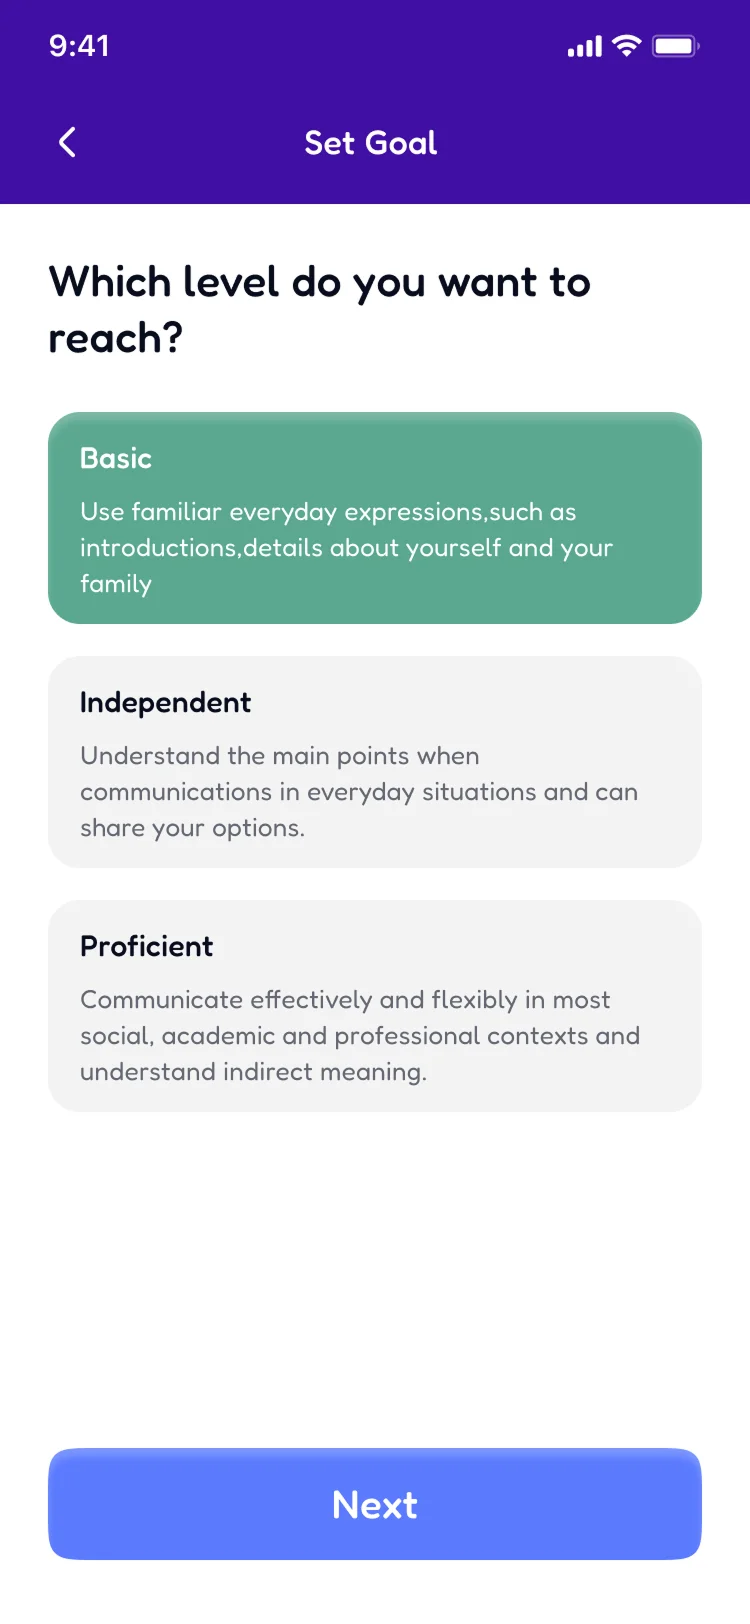 9:41
Set Goal
Which level do you want to
reach?
Basic
Use familiar everyday expressions,such as
introductions,details about yourself and your
family
Independent
Understand the main points when
communications in everyday situations and can
share your options.
Proficient
Communicate effectively and flexibly in most
social, academic and professional contexts and
understand indirect meaning.
Next